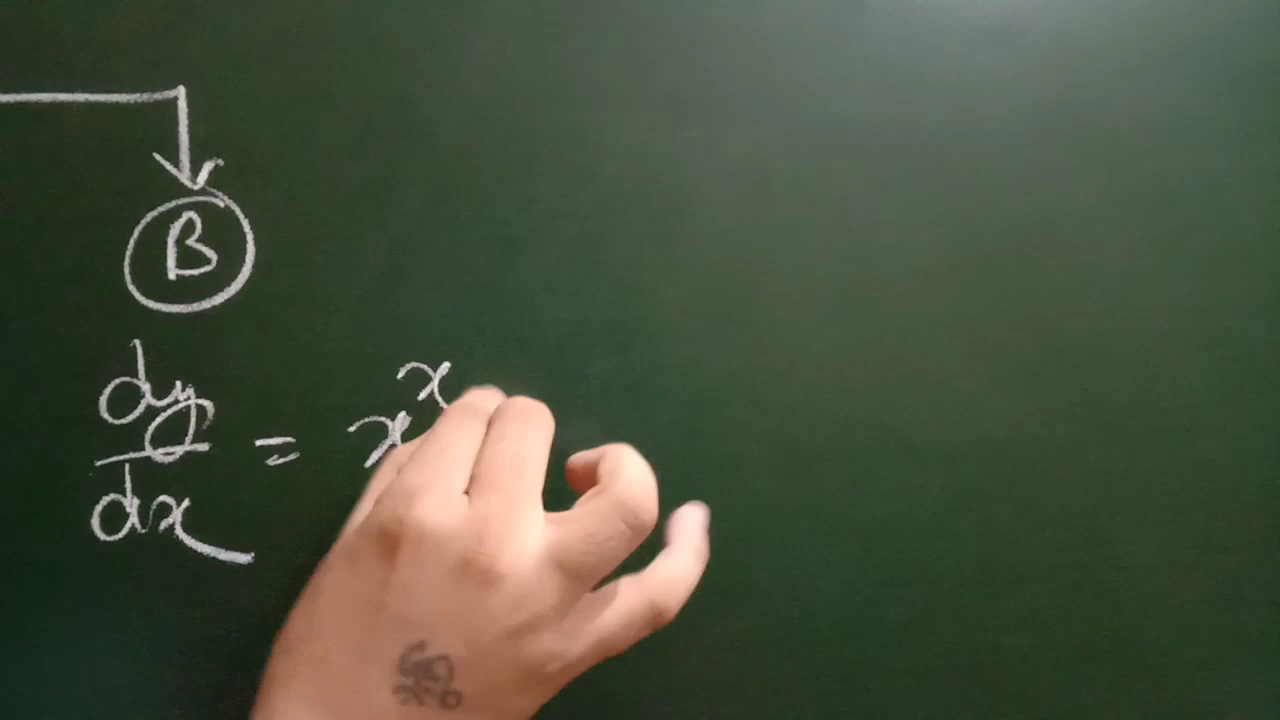 B
dy/dx = x^x